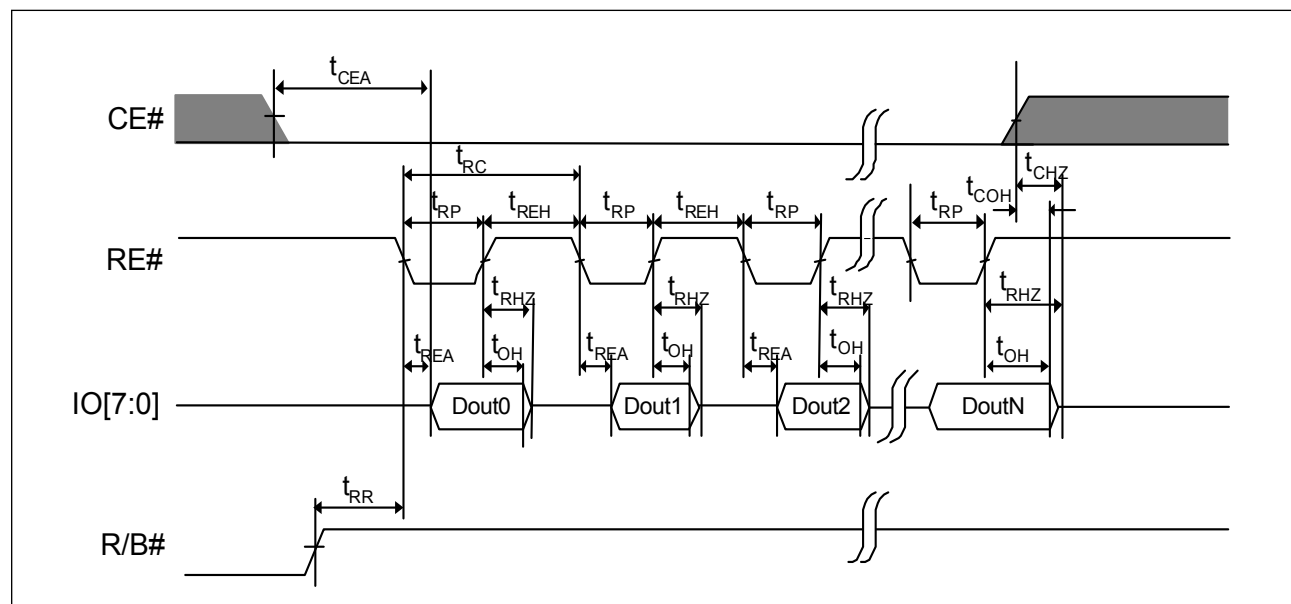 tCEA
CE#
tRC
tCHZ
tCOH
tRP tREH tRP tREH tRP tRP
RE#
tRHZ tRHZ tRHZ tRHZ
tREA tOH tREA tOH tREA tOH tOH
IO[7:0] Dout0 Dout1 Dout2 DoutN
tRR
R/B#